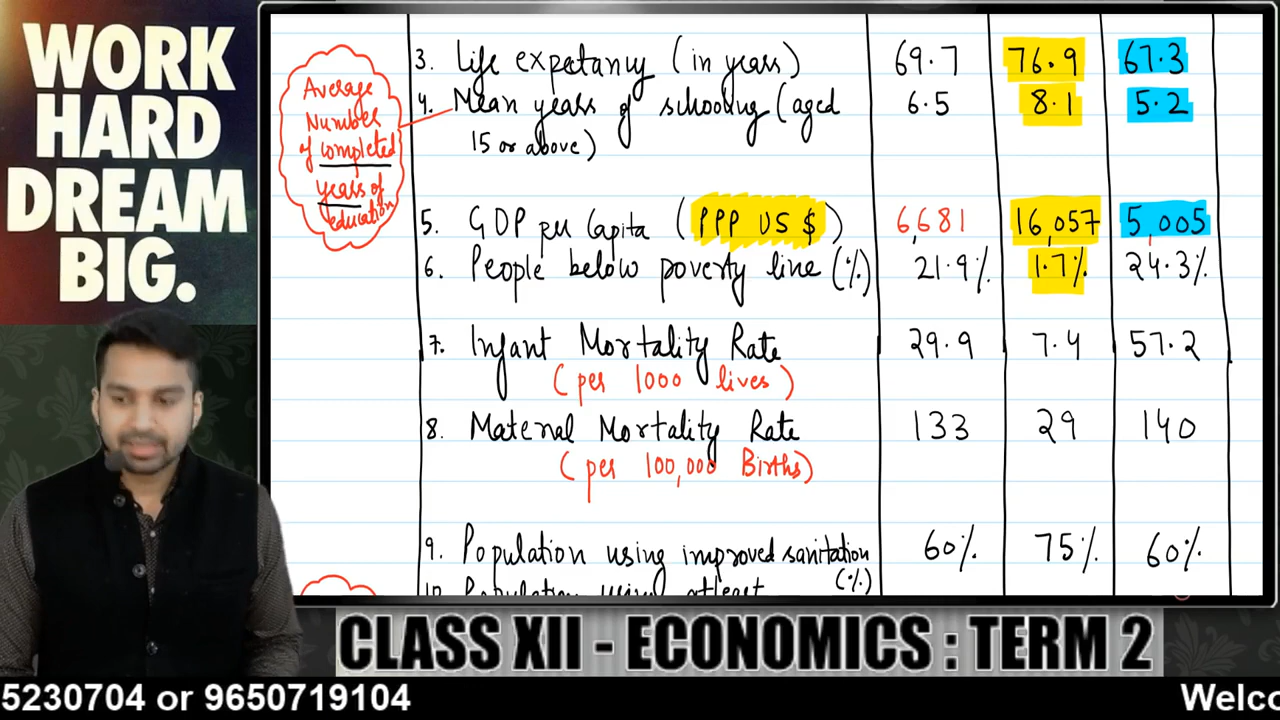 WORK
HARD
DREAM
BIG.
Average
Number
of completed
years of
education
3. Life expetancy (in years) 69.7 76.9 67.3
4. Mean years of schooling (aged 6.5 8.1 5.2
15 or above)
5. GDP per Capita (PPP US $) 6,681 16,057 5,005
6. People below poverty line (%) 21.9% 1.7% 24.3%
7. Infant Mortality Rate 29.9 7.4 57.2
(per 1000 lives)
8. Maternal Mortality Rate 133 29 140
(per 100,000 Births)
9. Population using improved sanitation 60% 75% 60%
(%)
10. Population using atleast
CLASS XII - ECONOMICS : TERM 2
5230704 or 9650719104
Welco